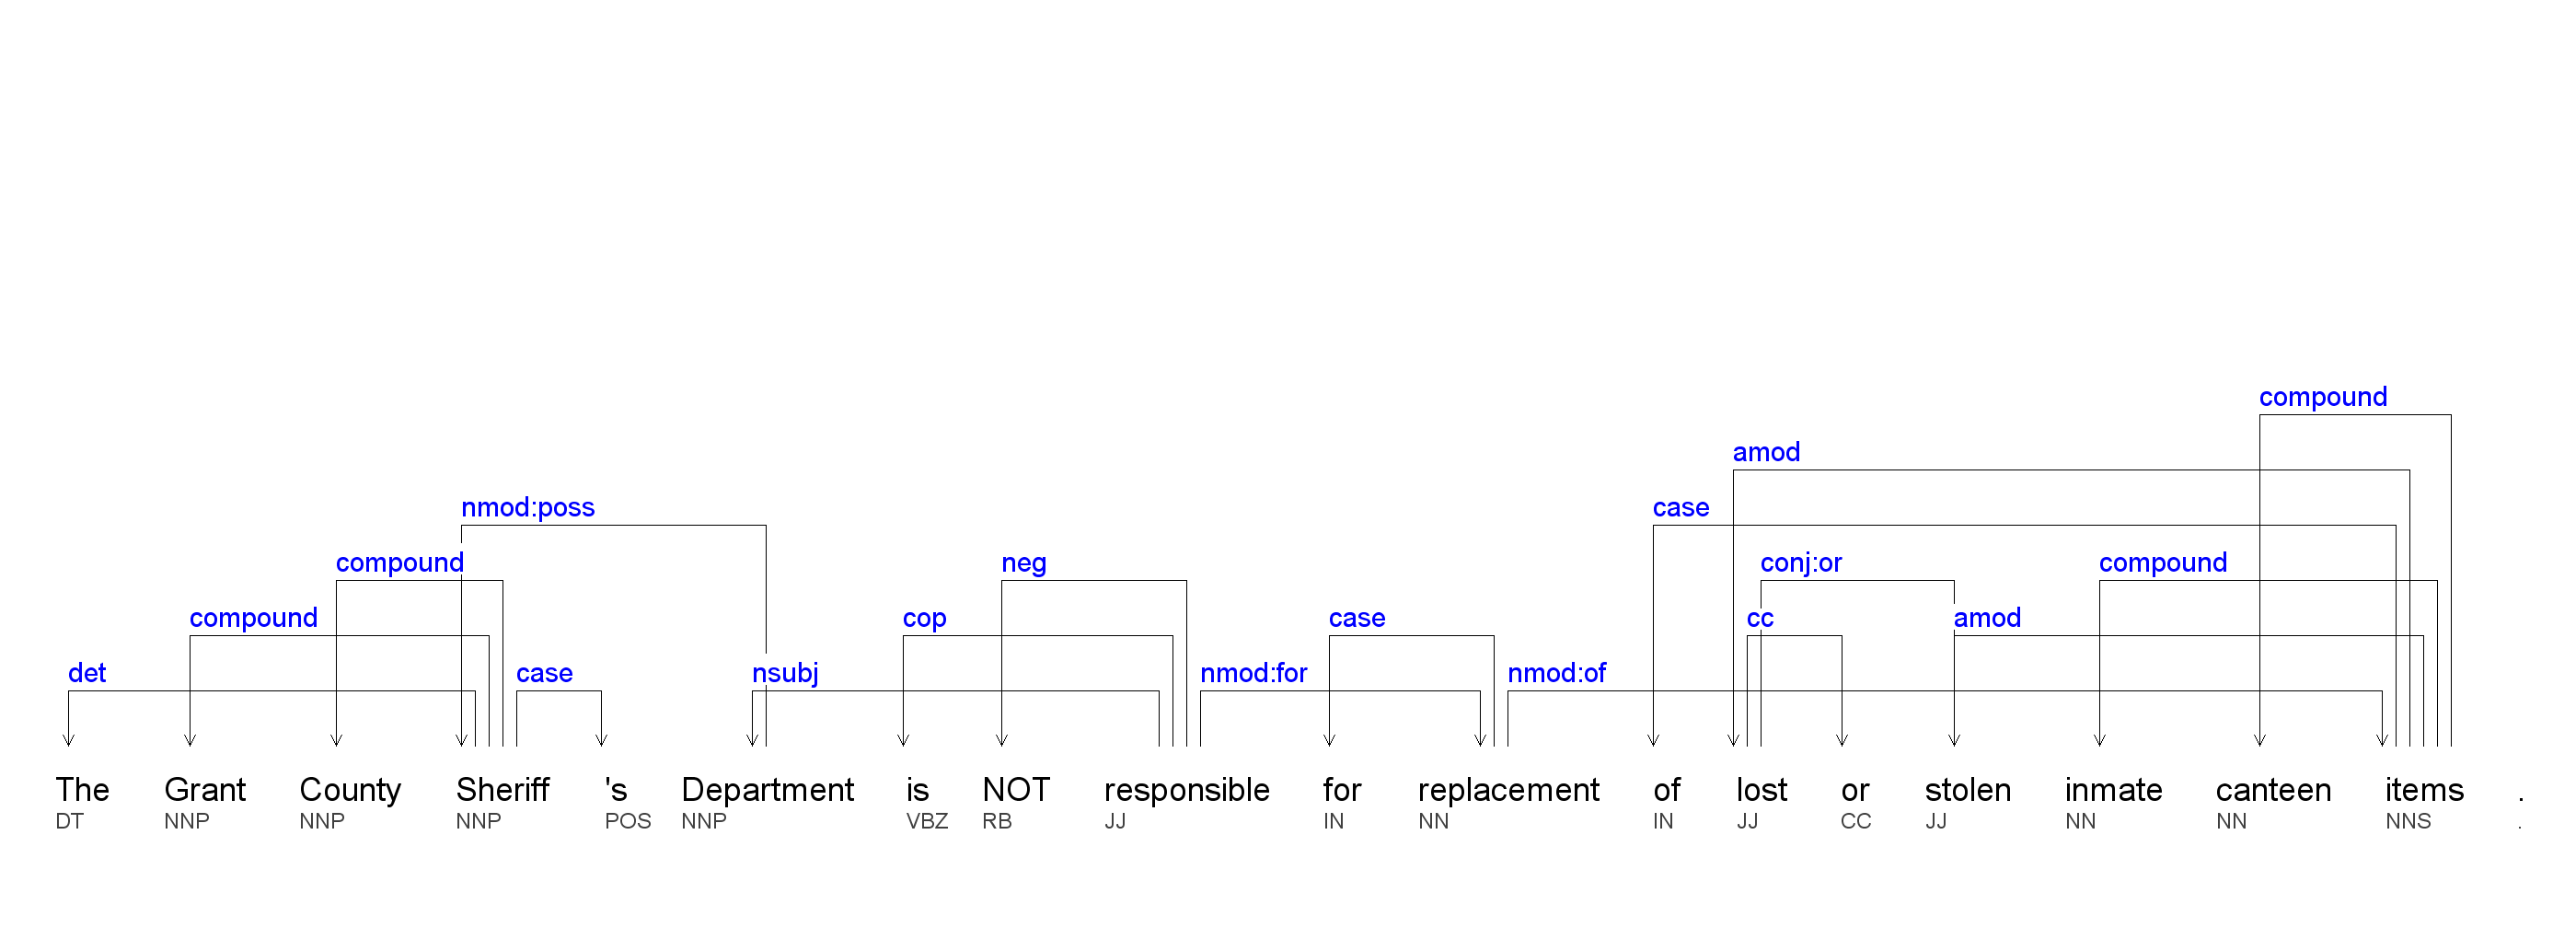 compound
amod
nmod:poss case
compound neg conj:or compound
compound cop case cc amod
det case nsubj nmod:for nmod:of
The Grant County Sheriff 's Department is NOT responsible for replacement of lost or stolen inmate canteen items .
DT NNP NNP NNP POS NNP VBZ RB JJ IN NN IN JJ CC JJ NN NN NNS .